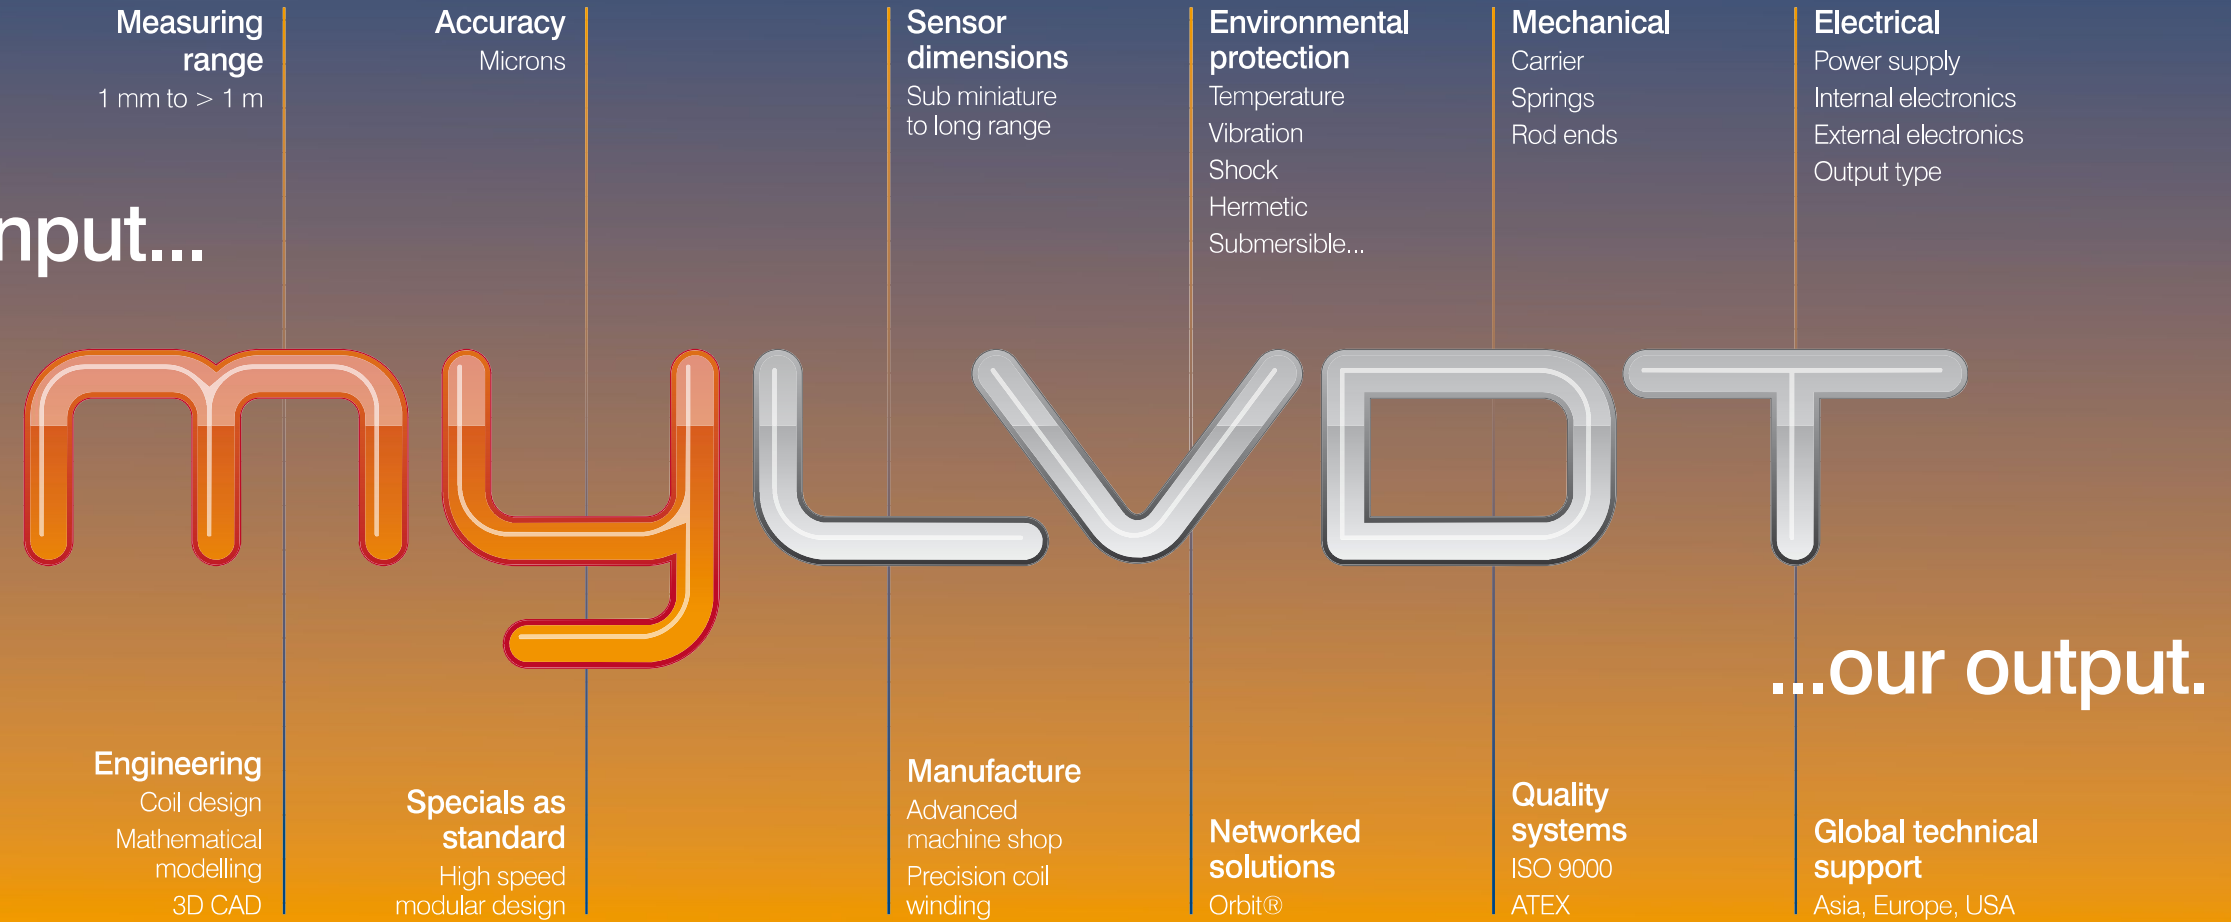 Measuring
range
1 mm to > 1 m
Accuracy
Microns
Sensor
dimensions
Sub miniature
to long range
Environmental
protection
Temperature
Vibration
Shock
Hermetic
Submersible...
Mechanical
Carrier
Springs
Rod ends
Electrical
Power supply
Internal electronics
External electronics
Output type
nput...
myLVDT
...our output.
Engineering
Coil design
Mathematical
modelling
3D CAD
Specials as
standard
High speed
modular design
Manufacture
Advanced
machine shop
Precision coil
winding
Networked
solutions
Orbit®
Quality
systems
ISO 9000
ATEX
Global technical
support
Asia, Europe, USA